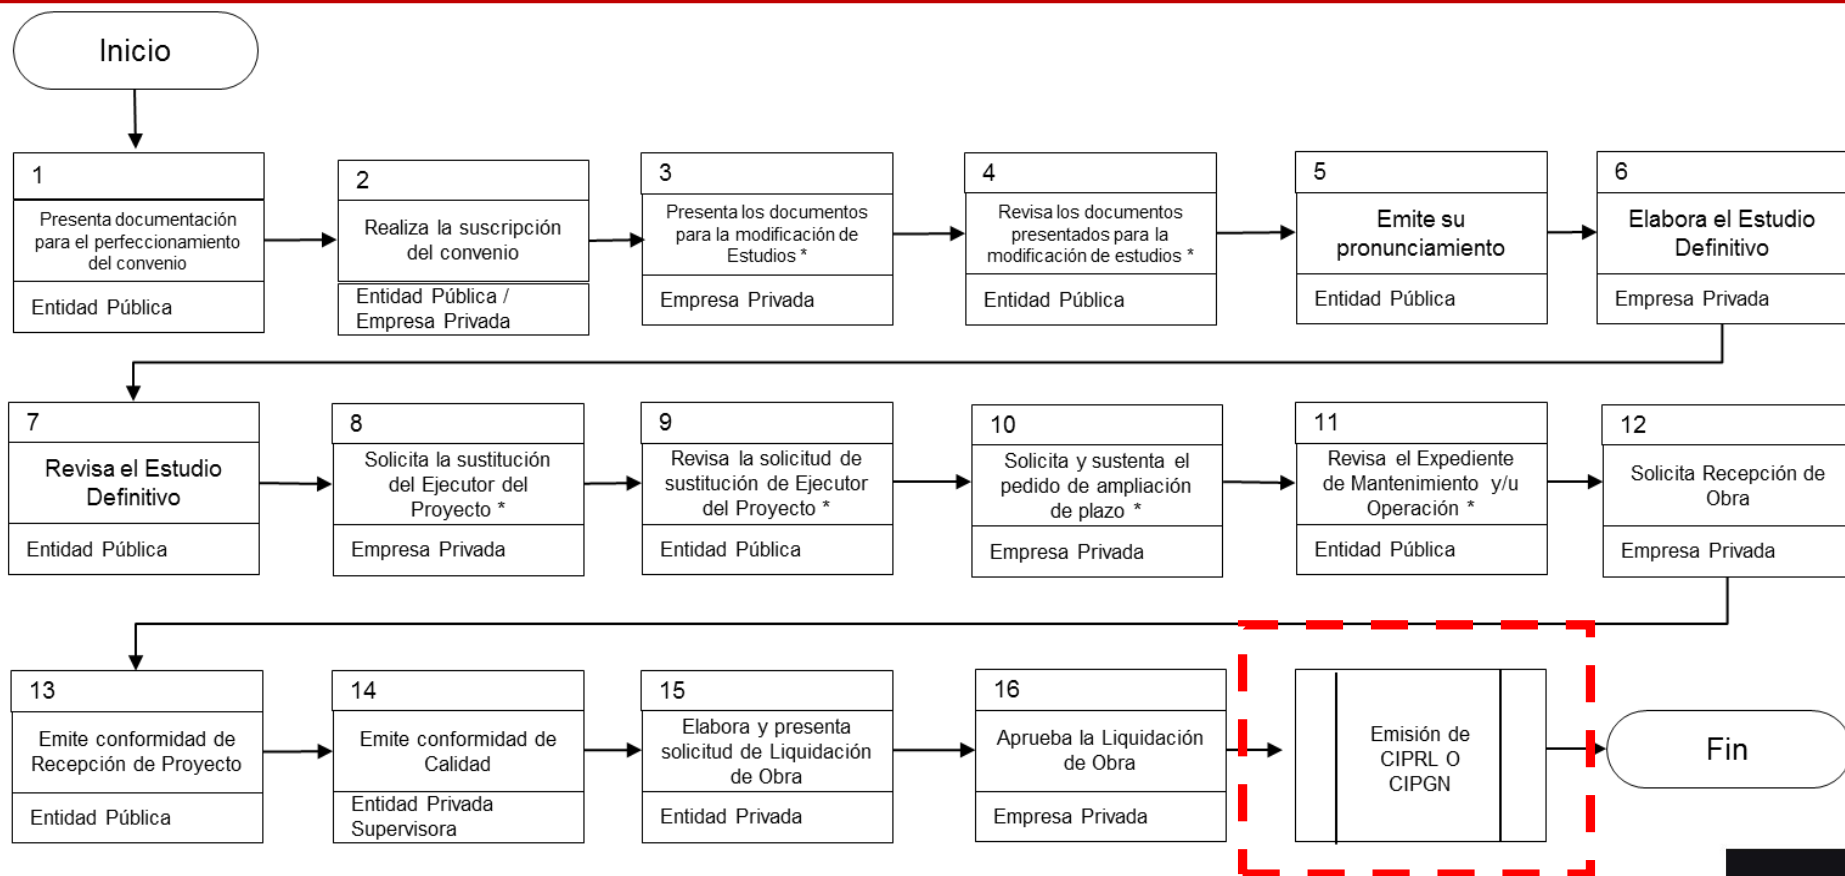 Inicio
1
Presenta documentación
para el perfeccionamiento
del convenio
Entidad Pública
2
Realiza la suscripción
del convenio
Entidad Pública /
Empresa Privada
3
Presenta los documentos
para la modificación de
Estudios *
Empresa Privada
4
Revisa los documentos
presentados para la
modificación de estudios *
Entidad Pública
5
Emite su
pronunciamiento
Entidad Pública
6
Elabora el Estudio
Definitivo
Empresa Privada
7
Revisa el Estudio
Definitivo
Entidad Pública
8
Solicita la sustitución
del Ejecutor del
Proyecto *
Empresa Privada
9
Revisa la solicitud de
sustitución de Ejecutor
del Proyecto *
Entidad Pública
10
Solicita y sustenta el
pedido de ampliación
de plazo *
Empresa Privada
11
Revisa el Expediente
de Mantenimiento y/u
Operación *
Entidad Pública
12
Solicita Recepción de
Obra
Empresa Privada
13
Emite conformidad de
Recepción de Proyecto
Entidad Pública
14
Emite conformidad de
Calidad
Entidad Privada
Supervisora
15
Elabora y presenta
solicitud de Liquidación
de Obra
Entidad Privada
16
Aprueba la Liquidación
de Obra
Empresa Privada
Emisión de
CIPRL O
CIPGN
Fin